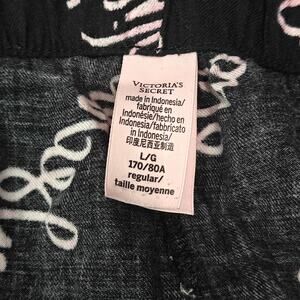 VICTORIA'S
SECRET
made in Indonesia/
fabriqué en
Indonésie/hecho en
Indonesia/fabbricato
in Indonesia/
印度尼西亚制造
L/G
170/80A
regular/
taille moyenne